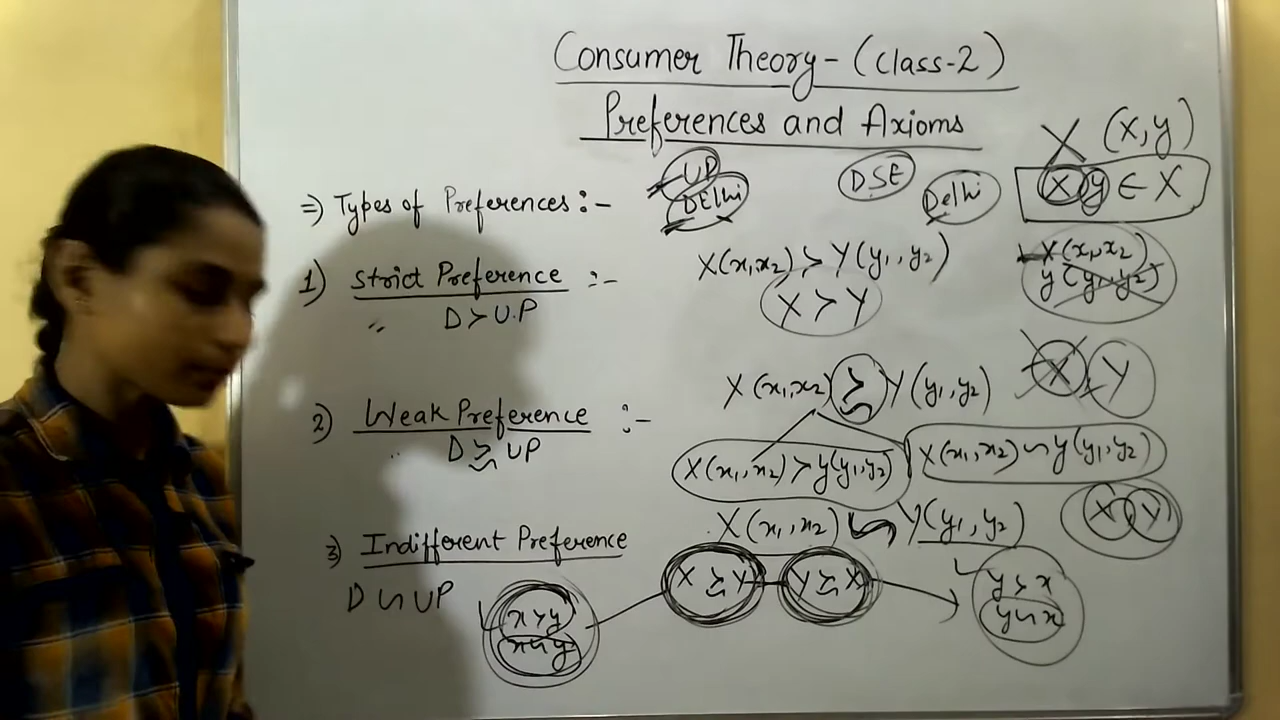 Consumer Theory - (Class-2)
Preferences and Axioms
X (x, y)
UP
DElhi
DSE
Delhi
x y ∈ X
⇒) Types of Preferences :-
1) Strict Preference :-
D > U.P
X(x₁,x₂) > Y(y₁,y₂)
X > Y
X(x₁,x₂)
y(y₁,y₂)
2) Weak Preference :-
D ≿ UP
X(x₁,x₂) ≿ Y(y₁,y₂)
X Y
X(x₁,x₂) > y(y₁,y₂)
X(x₁,x₂) ∽ y(y₁,y₂)
X Y
3) Indifferent Preference
D ∽ UP
X(x₁,x₂) ∽ Y(y₁,y₂)
X ≿ Y
Y ≿ X
x > y
x ∽ y
y > x
y ∽ x